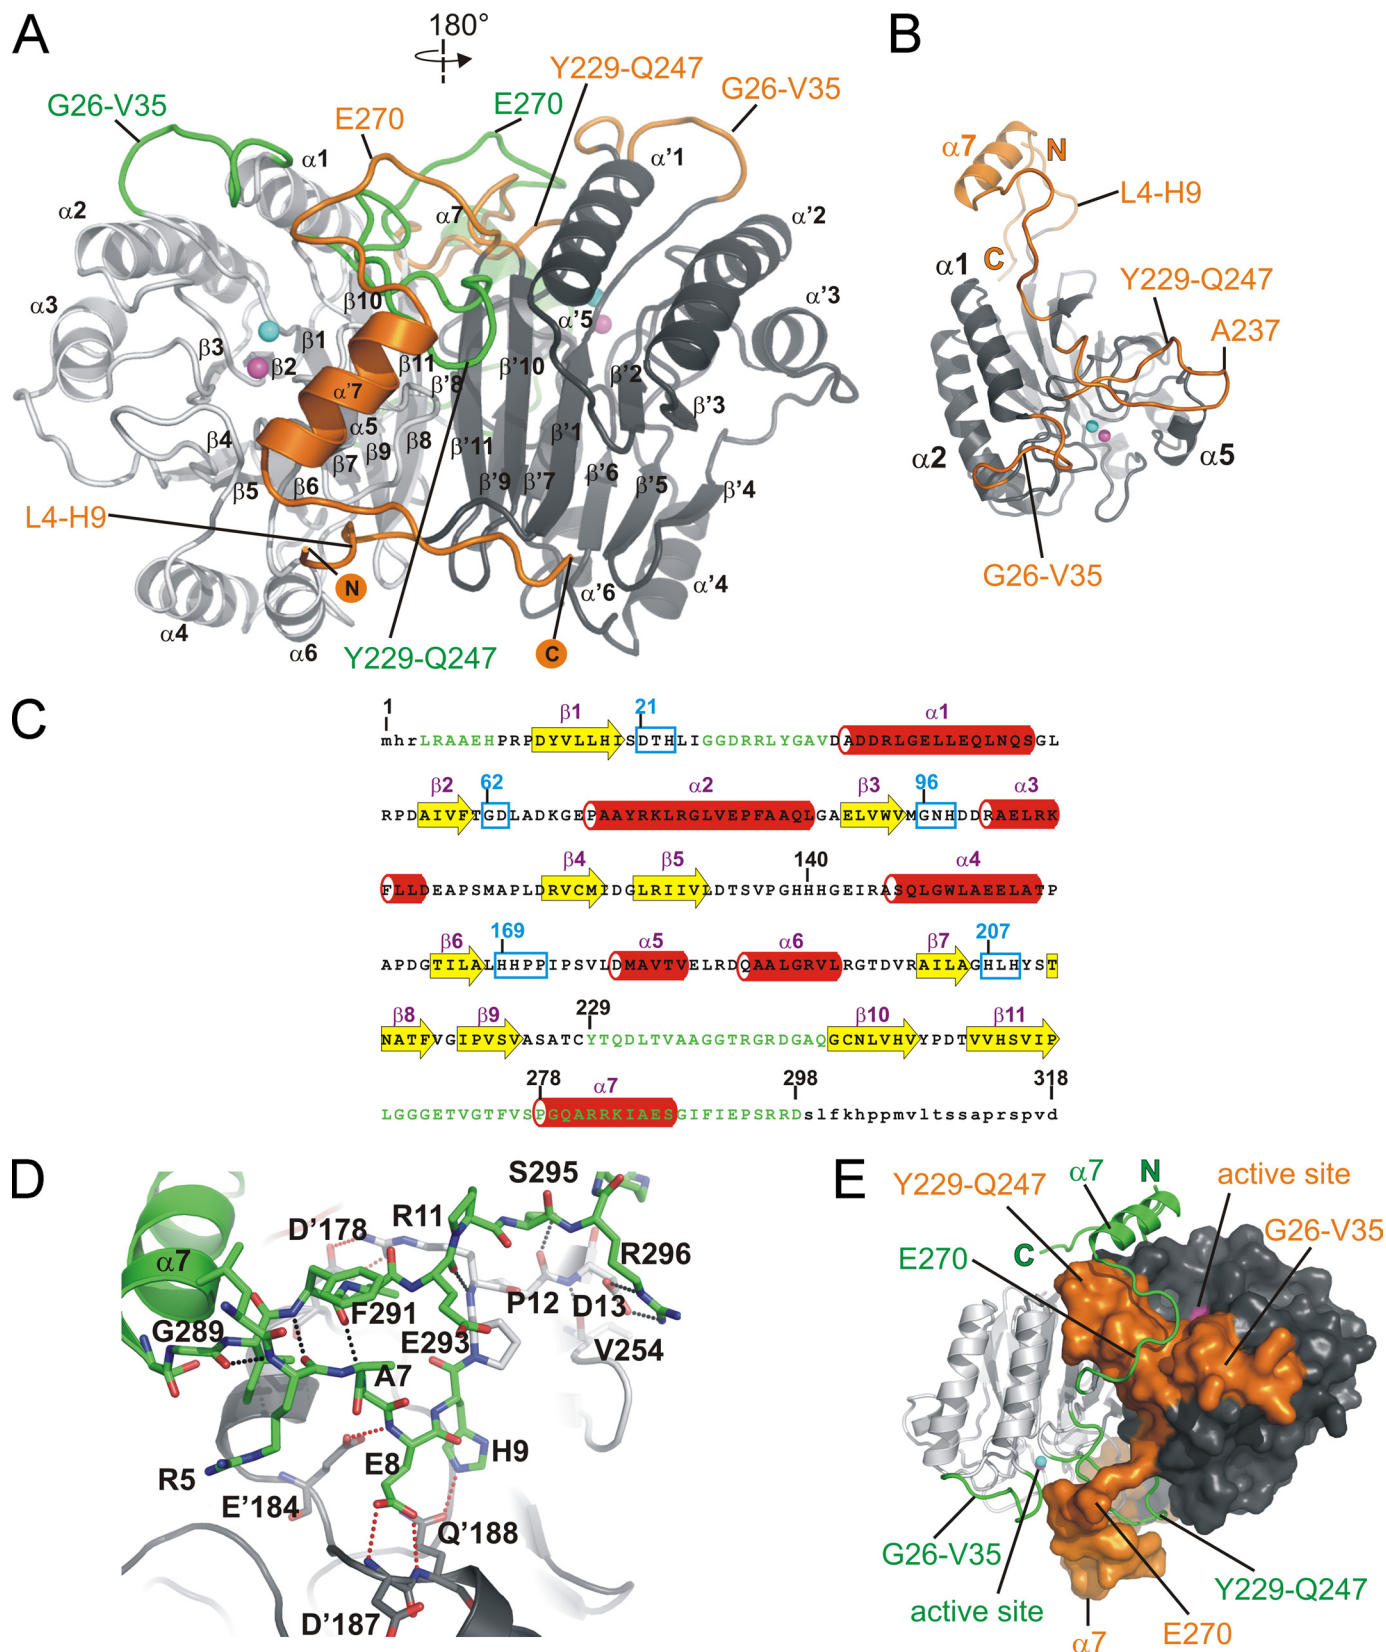 A
180°
G26-V35
E270
E270
Y229-Q247
G26-V35
α1
α'1
α2
α7
α'2
α3
β10
α'5
α'3
β3
β1
β2
β11
β'8
β'10
β'2
α'7
β'3
α5
β4
β8
β'11
β'1
β7
β9
β'6
β5
β6
β'9
β'7
β'5
β'4
L4-H9
N
α'6
α'4
α4
α6
Y229-Q247
C
B
α7
N
L4-H9
C
α1
Y229-Q247
A237
α2
α5
G26-V35
C
1
β1
21
α1
mhrLRAAEHPRPDYVLLHISDTHLIGGDRRLYGAVDADDRLGELLEQLNQSGL
β2
62
α2
β3
96
α3
RPDAIVFTGDLADKGEPAAYRKLRGLVEPFAAQLGAELVWVMGNHDDRAELRK
β4
β5
140
α4
FLLDEAPSMAPLDRVCMIDGLRIIVLDTSVPGHHHGEIRASQLGWLAEELATP
β6
169
α5
α6
β7
207
APDGTILALHHPPIPSVLDMAVTVELRDQAALGRVLRGTDVRAILAGHLHYST
β8
β9
229
β10
β11
NATFVGIPVSVASATCYTQDLTVAAGGTRGRDGAQGCNLVHVYPDTVVHSVIP
278
α7
298
318
LGGGETVGTFVSPGQARRKIAESGIFIEPSRRDslfkhppmvltssaprspvd
D
S295
D'178
R11
α7
R296
F291
P12
D13
G289
E293
V254
A7
R5
E8
H9
E'184
Q'188
D'187
E
α7
N
Y229-Q247
active site
G26-V35
C
E270
G26-V35
Y229-Q247
active site
E270
α7